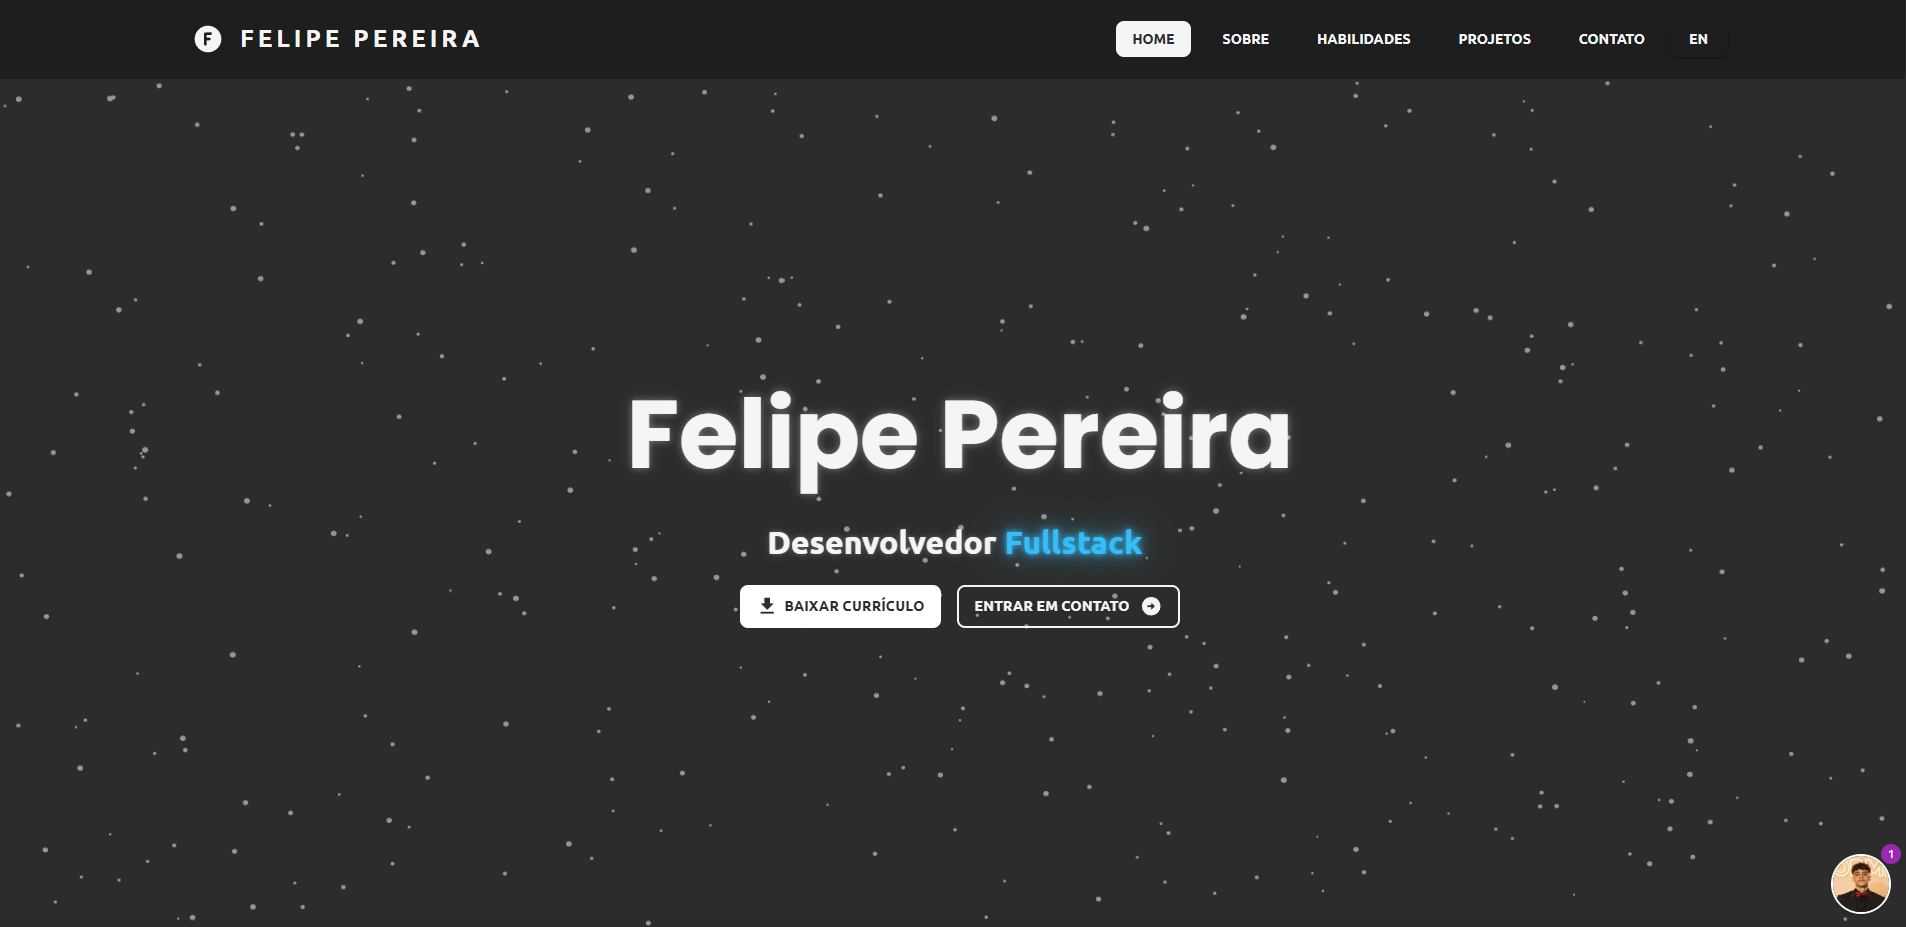 F FELIPE PEREIRA
HOME SOBRE HABILIDADES PROJETOS CONTATO EN
Felipe Pereira
Desenvolvedor Fullstack
BAIXAR CURRÍCULO ENTRAR EM CONTATO
1